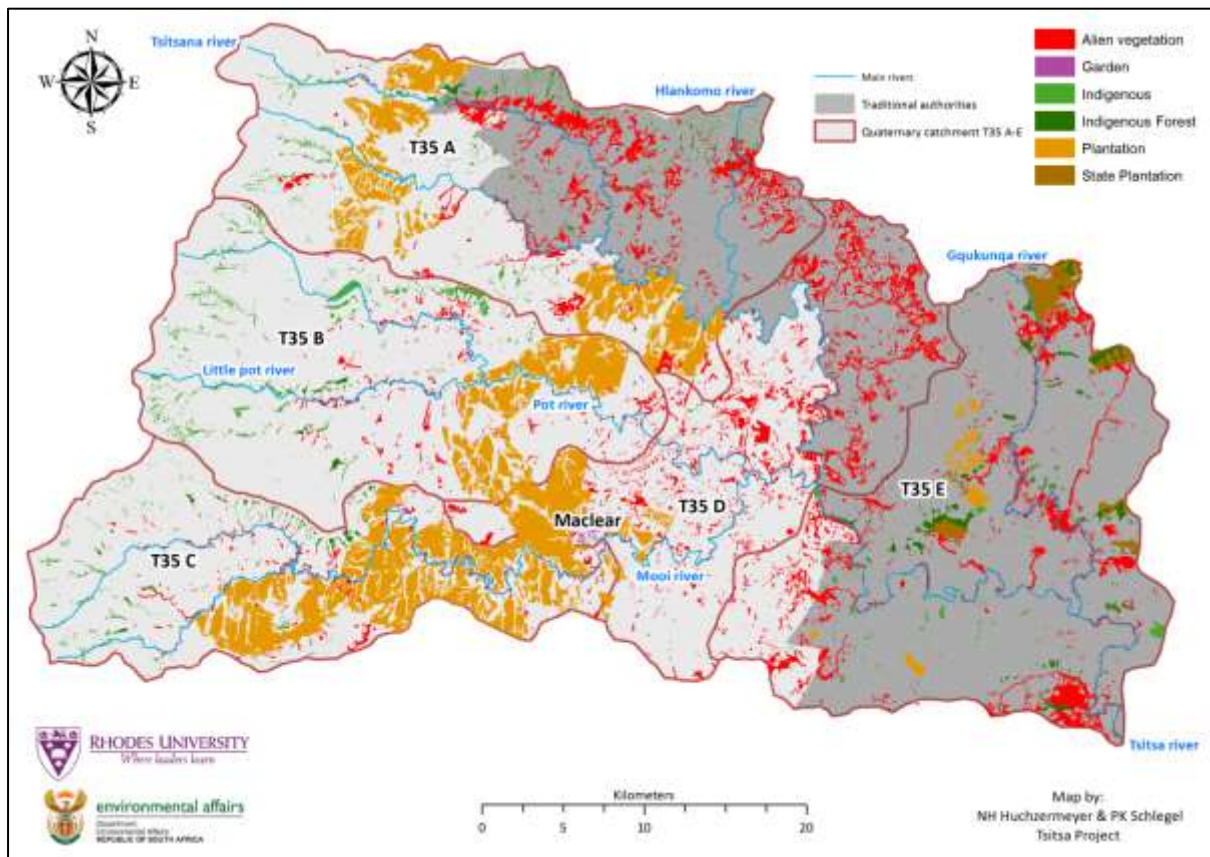 N
W
E
S
Tsitsana river
Hlankomo river
Main rivers
Traditional authorities
Quaternary catchment T35 A-E
Alien vegetation
Garden
Indigenous
Indigenous Forest
Plantation
State Plantation
T35 A
Gqukunqa river
T35 B
Little pot river
Pot river
T35 E
T35 D
Maclear
T35 C
Mooi river
Tsitsa river
RHODES UNIVERSITY
Where leaders learn
environmental affairs
Department:
Environmental Affairs
REPUBLIC OF SOUTH AFRICA
Kilometers
0 5 10 20
Map by:
NH Huchzermeyer & PK Schlegel
Tsitsa Project